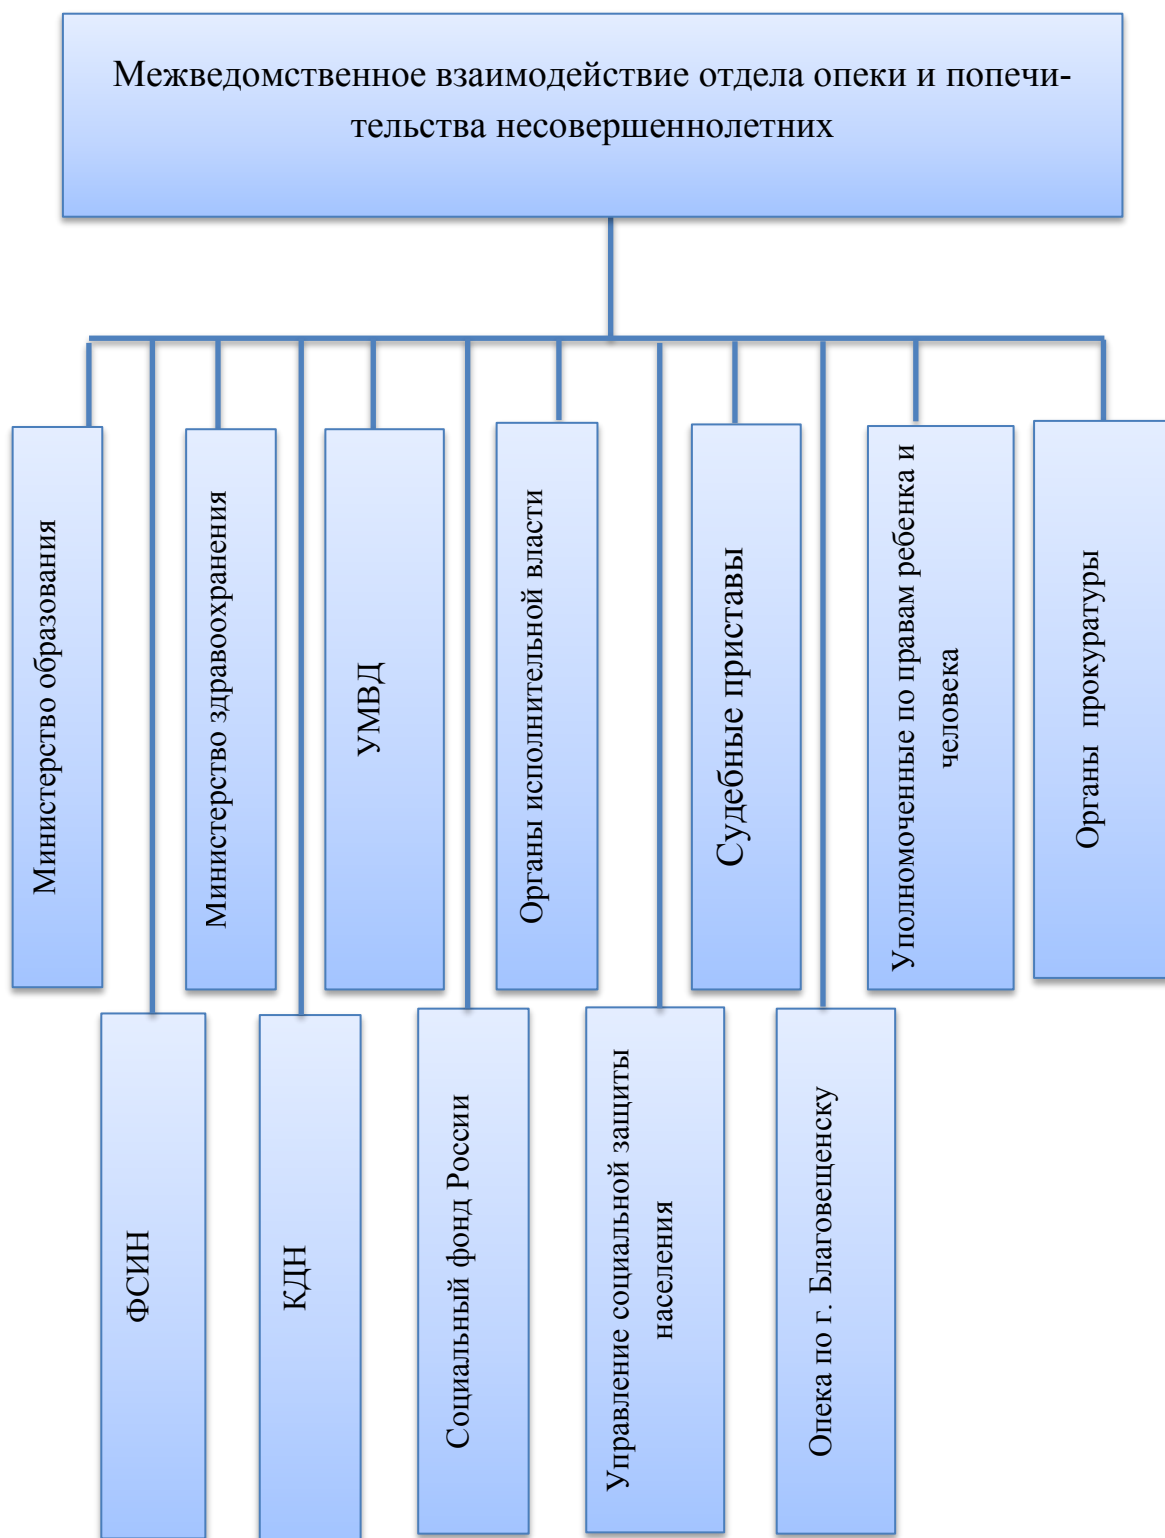 Межведомственное взаимодействие отдела опеки и попечи-
тельства несовершеннолетних
Министерство образования
Министерство здравоохранения
УМВД
Органы исполнительной власти
Судебные приставы
Уполномоченные по правам ребенка и
человека
Органы прокуратуры
ФСИН
КДН
Социальный фонд России
Управление социальной защиты
населения
Опека по г. Благовещенску